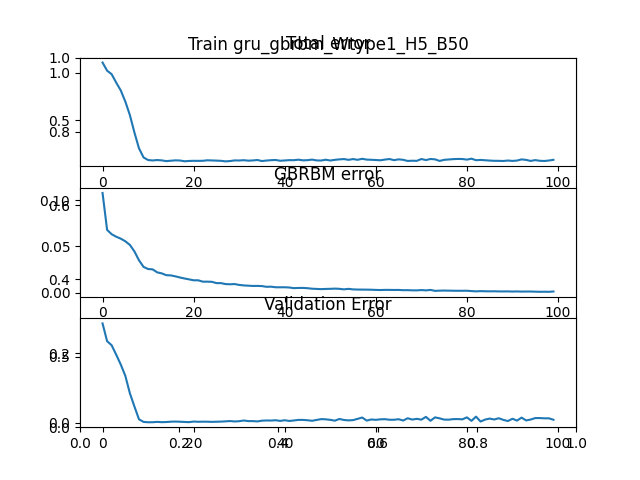 Train gru_gbrbm_Wtype1_H5_B50
Total error
1.0
1.0
0.5
0.8
0 20 40 60 80 100
GBRBM error
0.10
0.6
0.05
0.4
0.00
0 20 40 60 80 100
Validation Error
0.2
0.5
0.0
0.0
0.0 0 0.2 20 0.4 40 0.6 60 0.8 80 100 1.0